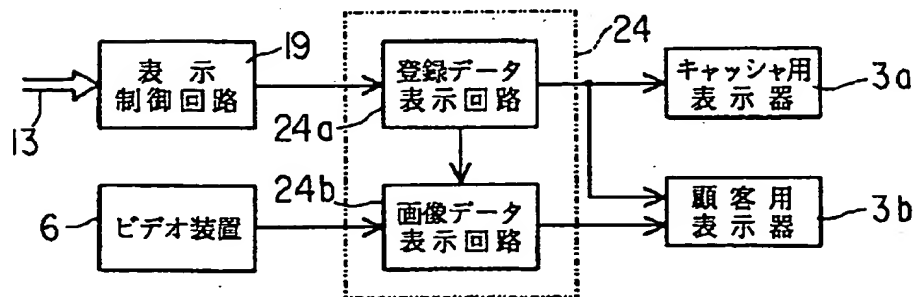 19
24
表示
制御回路
登録データ
表示回路
キャッシャ用
表示器
3a
13
24a
24b
6
ビデオ装置
画像データ
表示回路
顧客用
表示器
3b